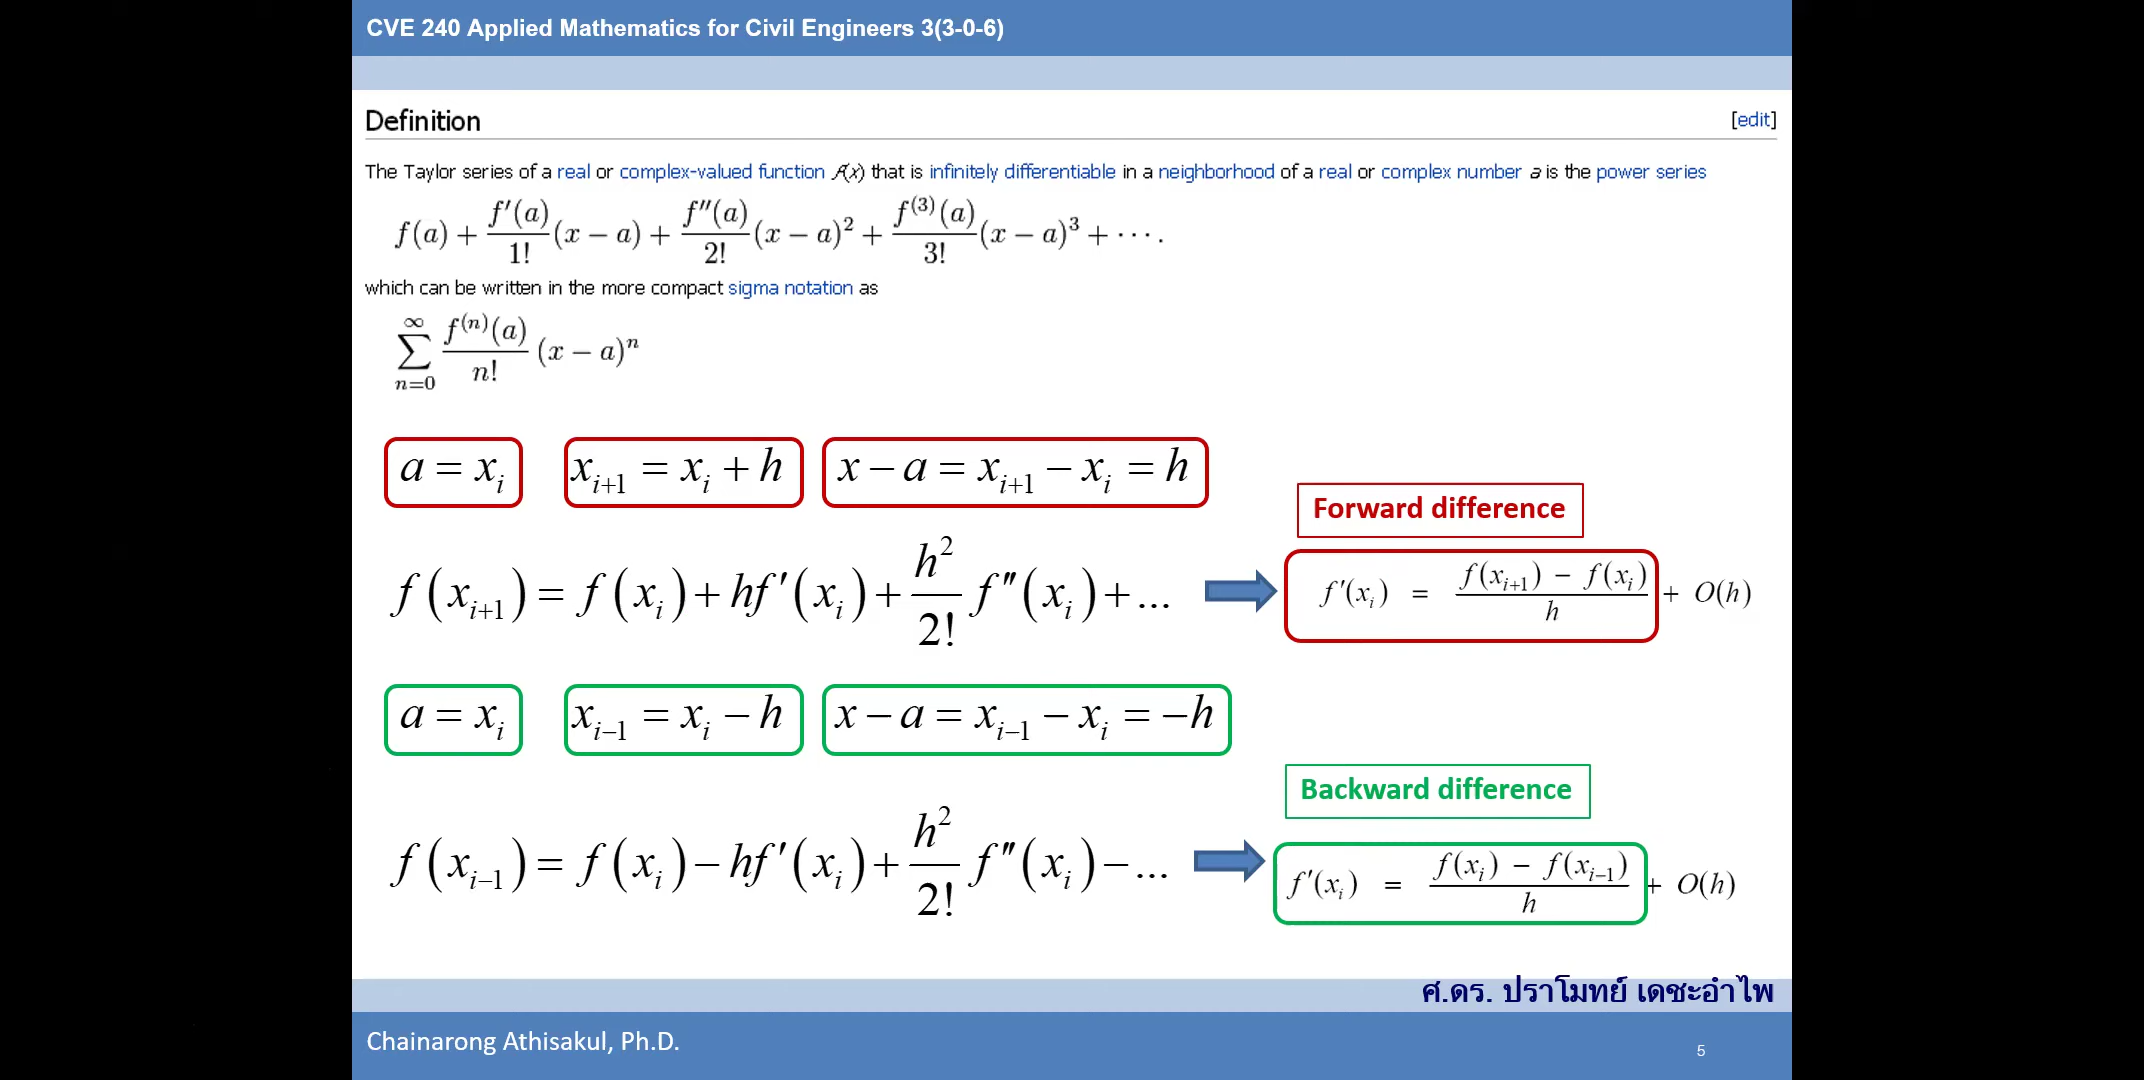 CVE 240 Applied Mathematics for Civil Engineers 3(3-0-6)
Definition [edit]
The Taylor series of a real or complex-valued function f(x) that is infinitely differentiable in a neighborhood of a real or complex number a is the power series
f(a) + f′(a)/1! (x − a) + f″(a)/2! (x − a)² + f⁽³⁾(a)/3! (x − a)³ + ⋯.
which can be written in the more compact sigma notation as
∑_{n=0}^{∞} f⁽ⁿ⁾(a)/n! (x − a)ⁿ
a = x_i x_{i+1} = x_i + h x − a = x_{i+1} − x_i = h
Forward difference
f(x_{i+1}) = f(x_i) + hf′(x_i) + h²/2! f″(x_i) + ... f′(x_i) = (f(x_{i+1}) − f(x_i))/h + O(h)
a = x_i x_{i−1} = x_i − h x − a = x_{i−1} − x_i = −h
Backward difference
f(x_{i−1}) = f(x_i) − hf′(x_i) + h²/2! f″(x_i) − ... f′(x_i) = (f(x_i) − f(x_{i−1}))/h + O(h)
ศ.ดร. ปราโมทย์ เดชะอำไพ
Chainarong Athisakul, Ph.D.
5